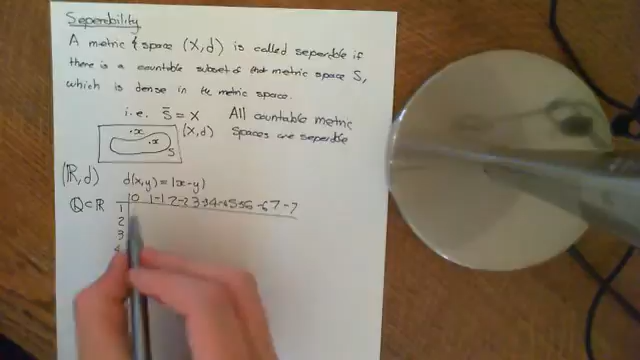 Seperability
A metric space (X,d) is called seperable if
there is a countable subset of that metric space S,
which is dense in the metric space.
i.e. S̄ = X All countable metric
Spaces are seperable
•x •x S (X,d)
(ℝ,d) d(x,y)=|x-y|
ℚ⊂ℝ 0 1 -1 2 -2 3 -3 4 -4 5 -5 6 -6 7 -7
1
2
3
4